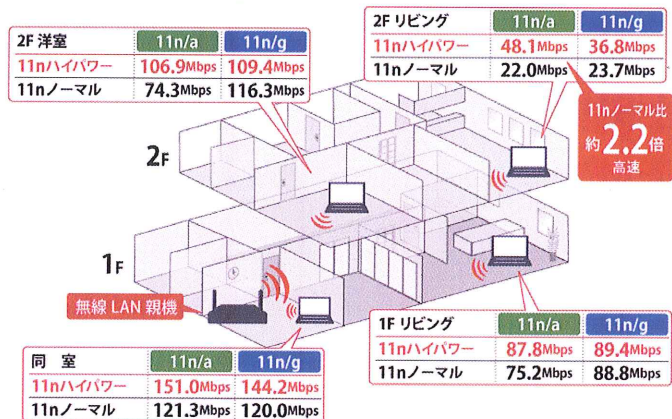 2F 洋室 11n/a 11n/g
11nハイパワー 106.9Mbps 109.4Mbps
11nノーマル 74.3Mbps 116.3Mbps
2F リビング 11n/a 11n/g
11nハイパワー 48.1Mbps 36.8Mbps
11nノーマル 22.0Mbps 23.7Mbps
11nノーマル比
約2.2倍
高速
2F
1F
無線 LAN 親機
同 室 11n/a 11n/g
11nハイパワー 151.0Mbps 144.2Mbps
11nノーマル 121.3Mbps 120.0Mbps
1F リビング 11n/a 11n/g
11nハイパワー 87.8Mbps 89.4Mbps
11nノーマル 75.2Mbps 88.8Mbps